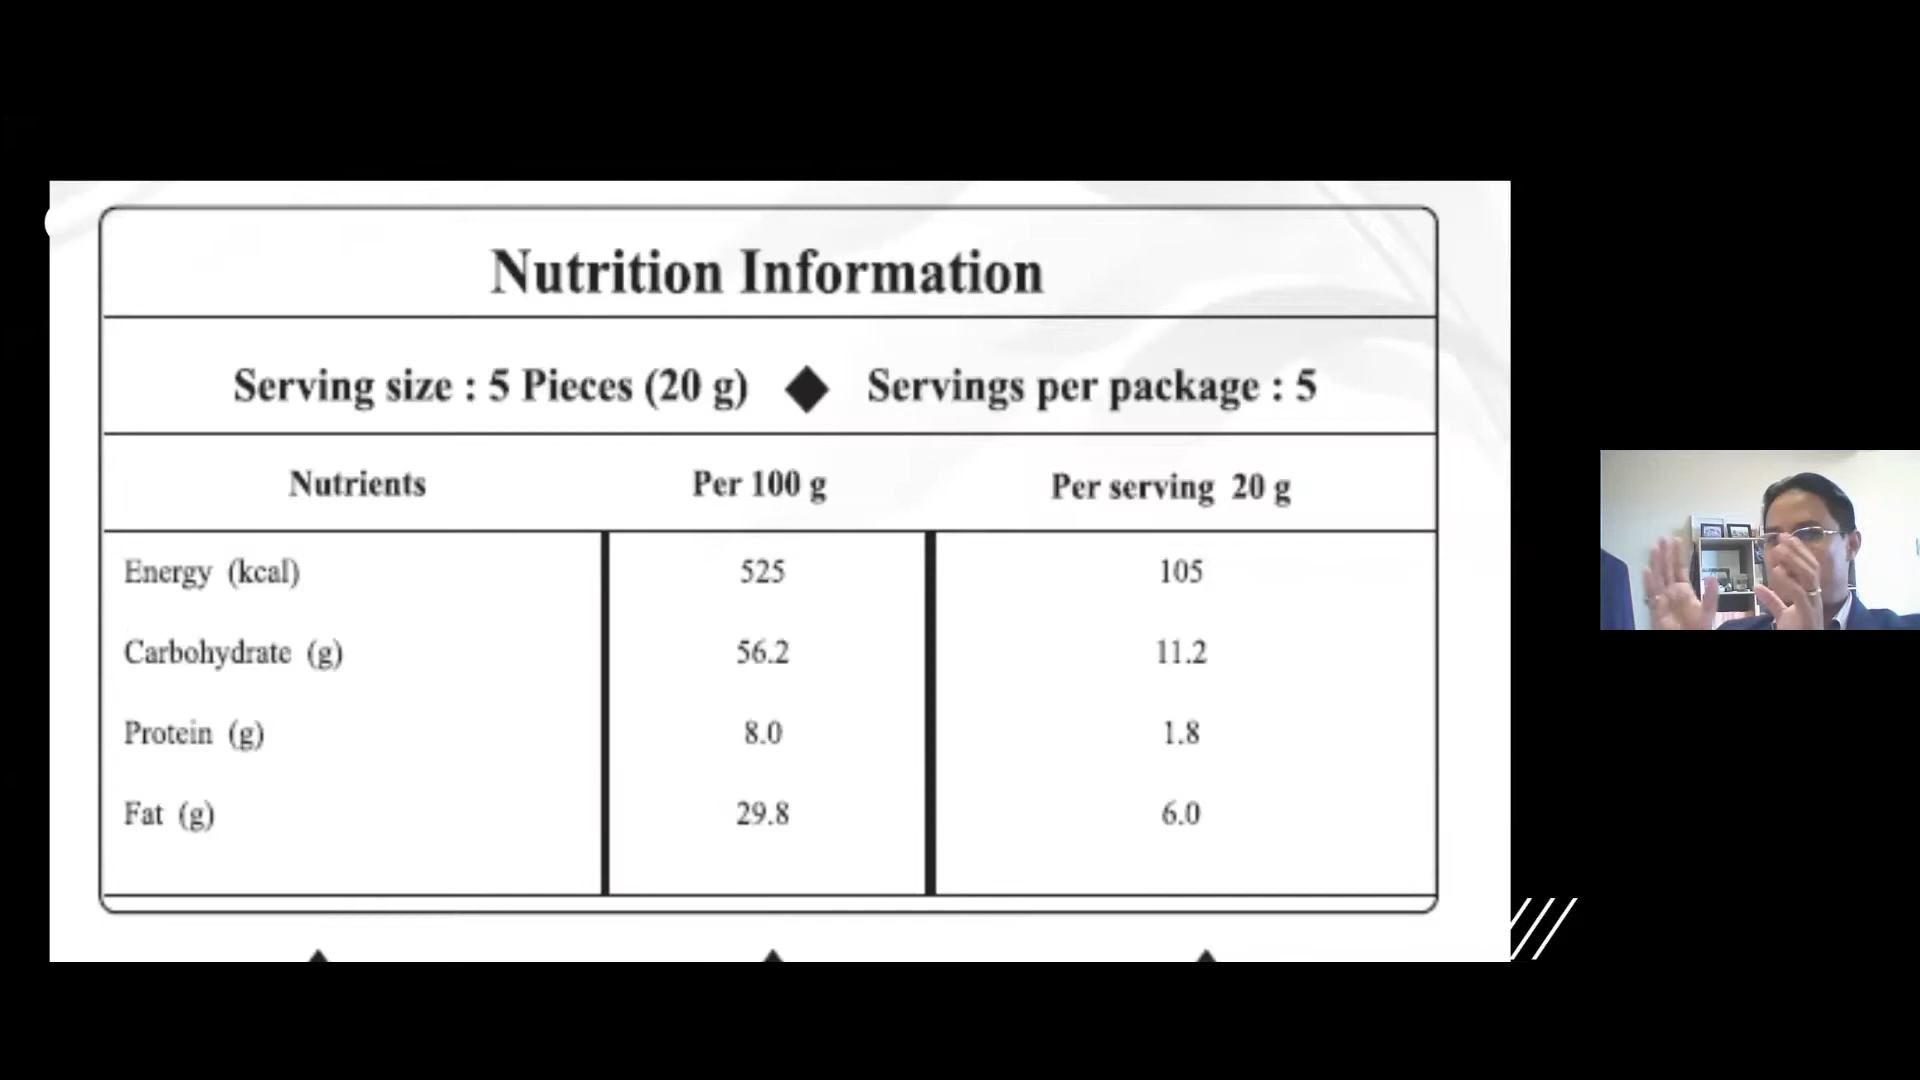 Nutrition Information
Serving size : 5 Pieces (20 g) ◆ Servings per package : 5
Nutrients Per 100 g Per serving 20 g
Energy (kcal) 525 105
Carbohydrate (g) 56.2 11.2
Protein (g) 8.0 1.8
Fat (g) 29.8 6.0